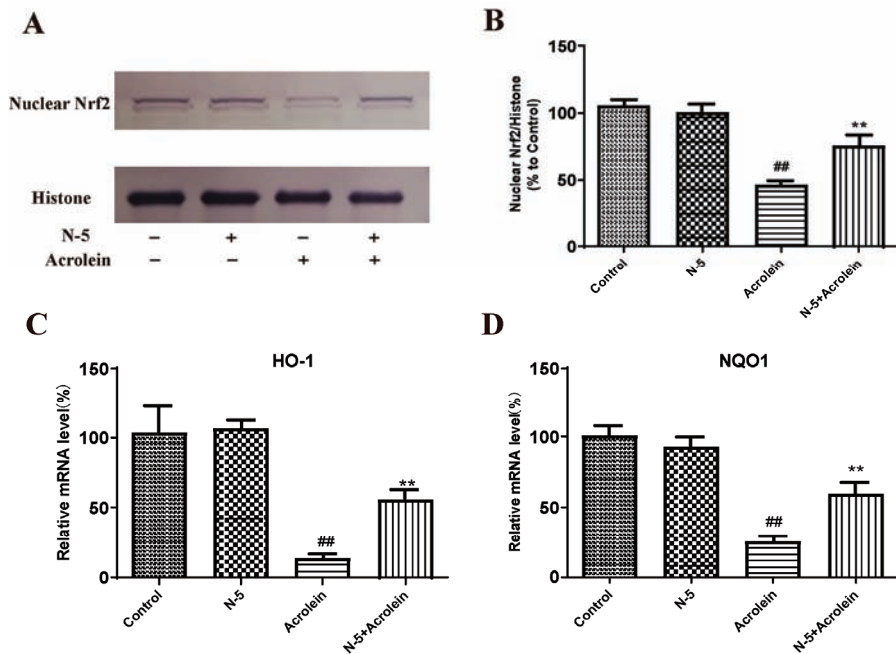 A
Nuclear Nrf2
Histone
N-5 – + – +
Acrolein – – + +
B
Nuclear Nrf2/Histone
(% to Control)
150
100
50
0
##
**
Control
N-5
Acrolein
N-5+Acrolein
C
HO-1
Relative mRNA level(%)
150
100
50
0
##
**
Control
N-5
Acrolein
N-5+Acrolein
D
NQO1
Relative mRNA level(%)
150
100
50
0
##
**
Control
N-5
Acrolein
N-5+Acrolein